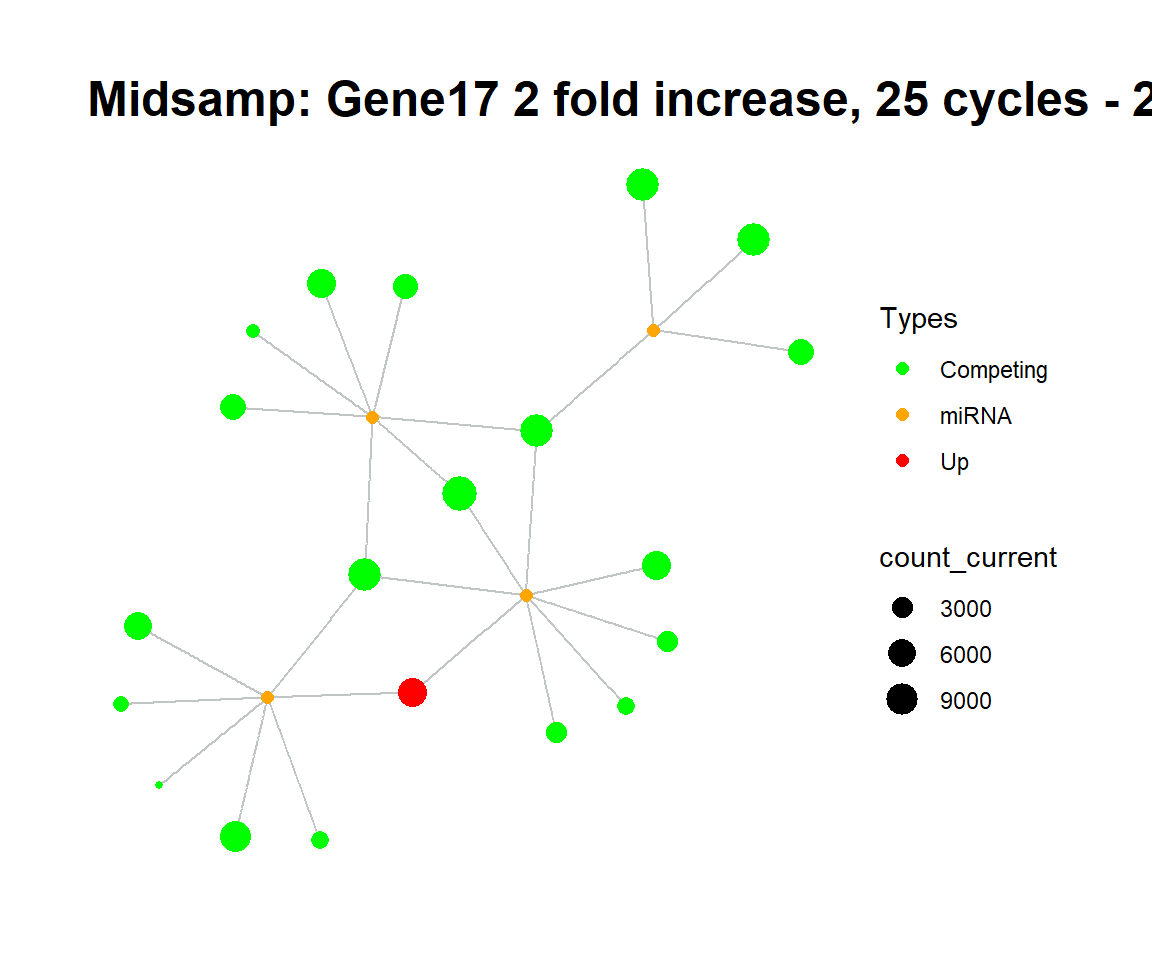 Midsamp: Gene17 2 fold increase, 25 cycles - 2
Types
Competing
miRNA
Up
count_current
3000
6000
9000